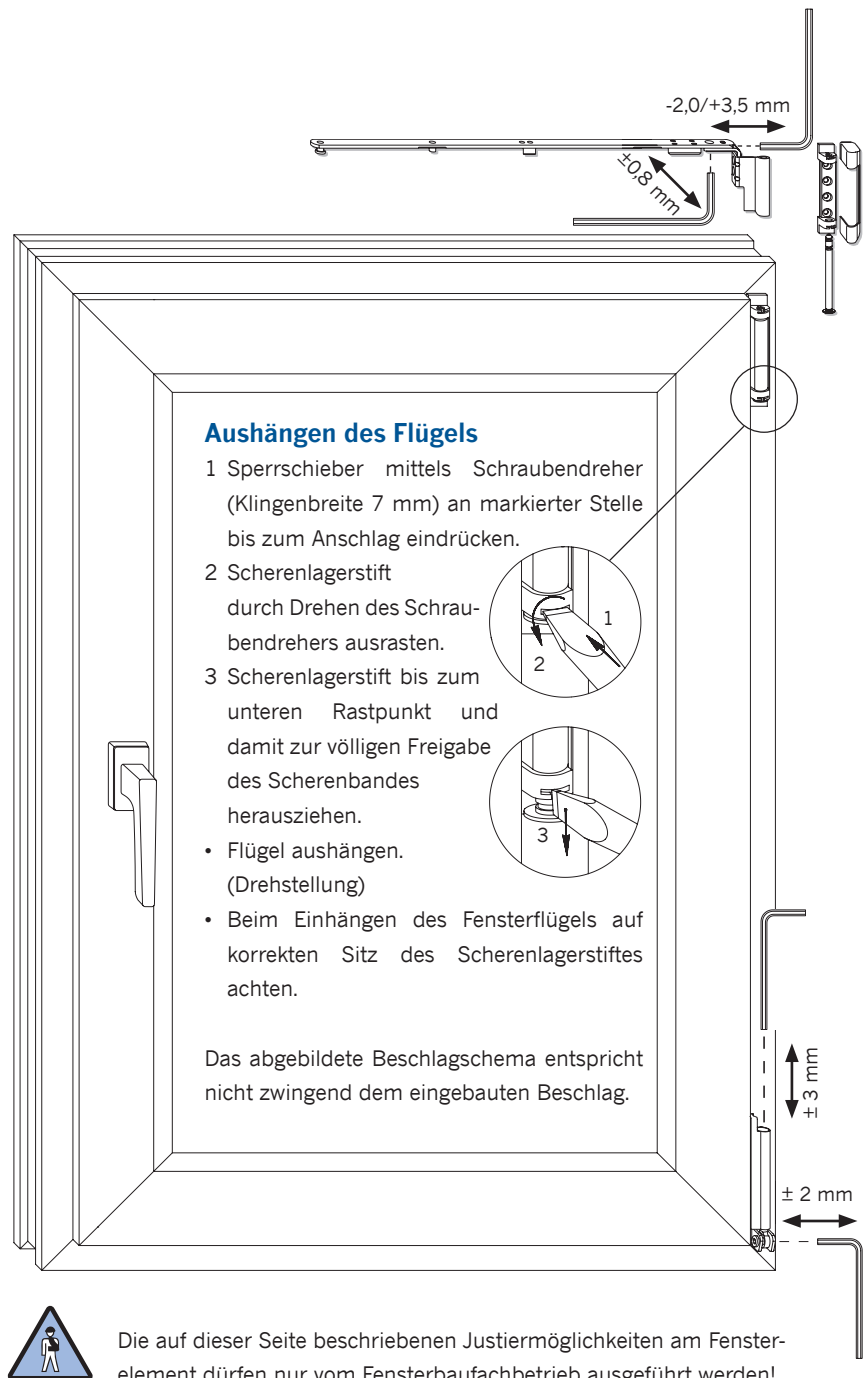 -2,0/+3,5 mm
±0,8 mm
Aushängen des Flügels
1 Sperrschieber mittels Schraubendreher
(Klingenbreite 7 mm) an markierter Stelle
bis zum Anschlag eindrücken.
2 Scherenlagerstift
durch Drehen des Schrau-
bendrehers ausrasten.
1
2
3 Scherenlagerstift bis zum
unteren Rastpunkt und
damit zur völligen Freigabe
des Scherenbandes
herausziehen.
3
• Flügel aushängen.
(Drehstellung)
• Beim Einhängen des Fensterflügels auf
korrekten Sitz des Scherenlagerstiftes
achten.
Das abgebildete Beschlagschema entspricht
nicht zwingend dem eingebauten Beschlag.
± 3 mm
± 2 mm
Die auf dieser Seite beschriebenen Justiermöglichkeiten am Fenster-
element dürfen nur vom Fensterbaufachbetrieb ausgeführt werden!